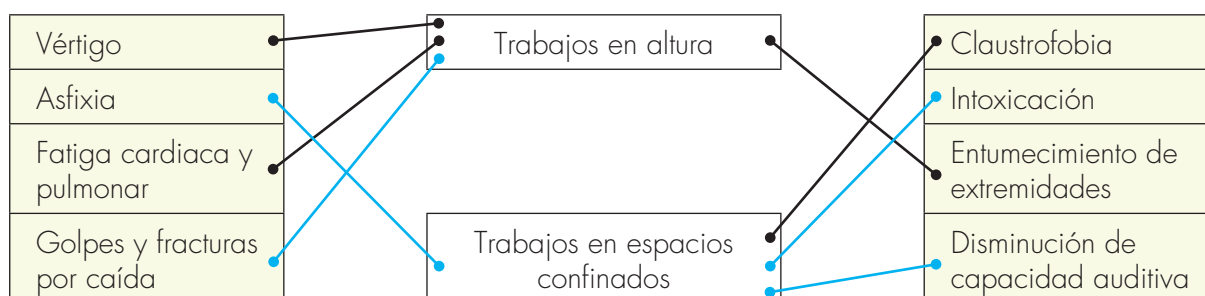 Vértigo
Asfixia
Fatiga cardiaca y
pulmonar
Golpes y fracturas
por caída
Trabajos en altura
Trabajos en espacios
confinados
Claustrofobia
Intoxicación
Entumecimiento de
extremidades
Disminución de
capacidad auditiva